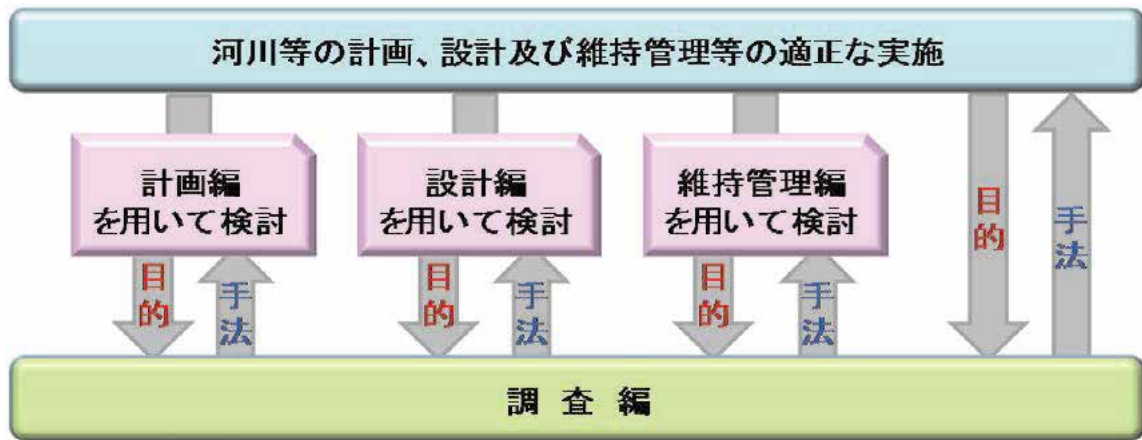 河川等の計画、設計及び維持管理等の適正な実施
計画編
を用いて検討
設計編
を用いて検討
維持管理編
を用いて検討
目的
手法
目的
手法
目的
手法
目的
手法
調査編